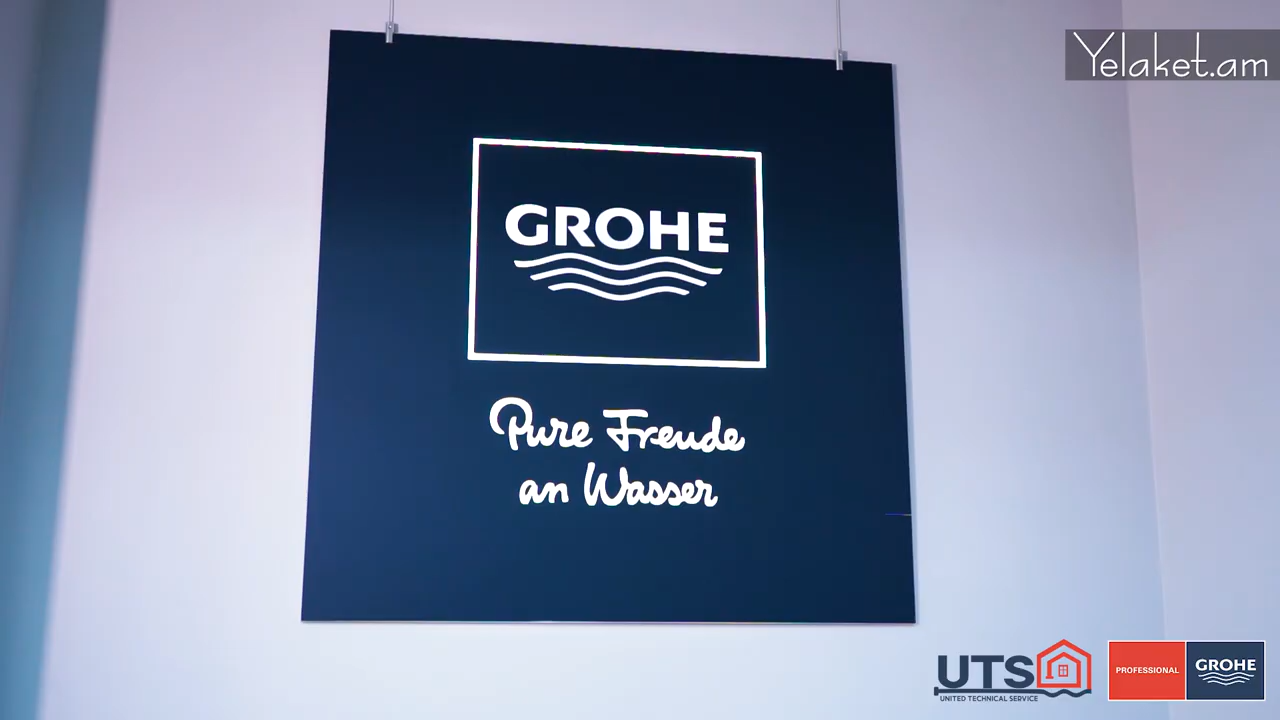 Yelaket.am
GROHE
Pure Freude
an Wasser
UTS
UNITED TECHNICAL SERVICE
PROFESSIONAL
GROHE